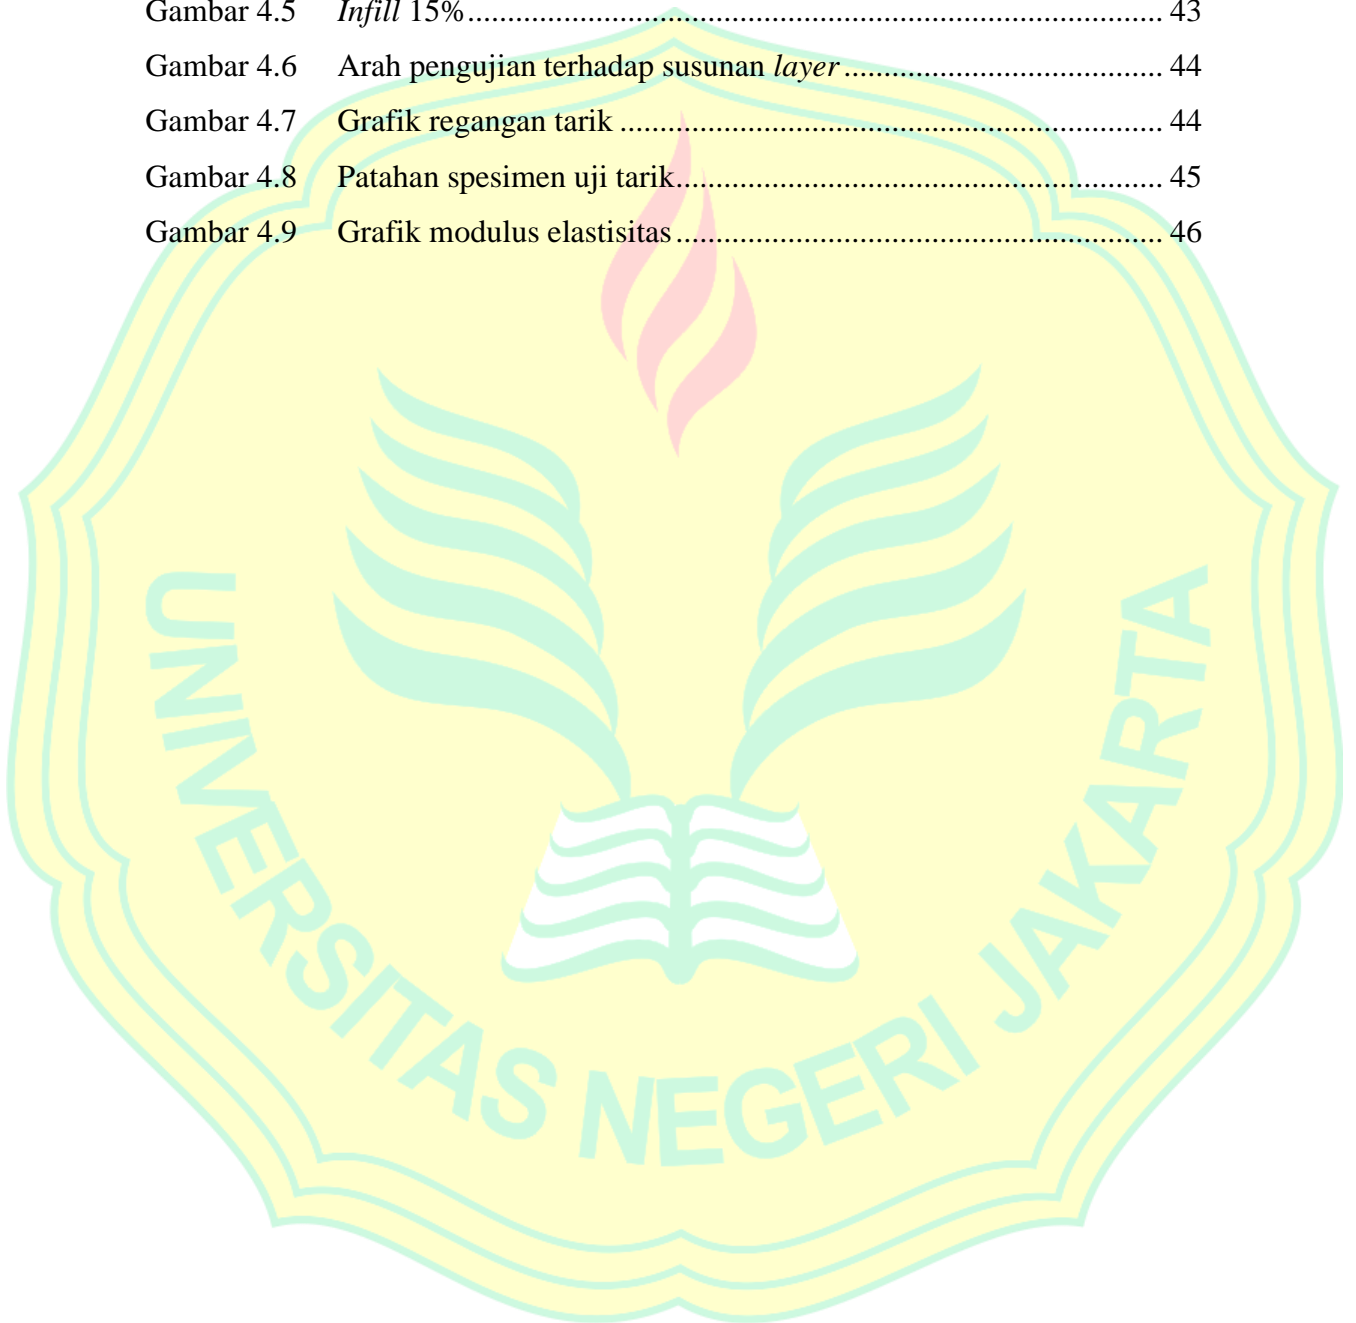 Gambar 4.5 Infill 15%.................................................................................... 43
Gambar 4.6 Arah pengujian terhadap susunan layer...................................... 44
Gambar 4.7 Grafik regangan tarik .................................................................. 44
Gambar 4.8 Patahan spesimen uji tarik........................................................... 45
Gambar 4.9 Grafik modulus elastisitas........................................................... 46
UNIVERSITAS NEGERI JAKARTA